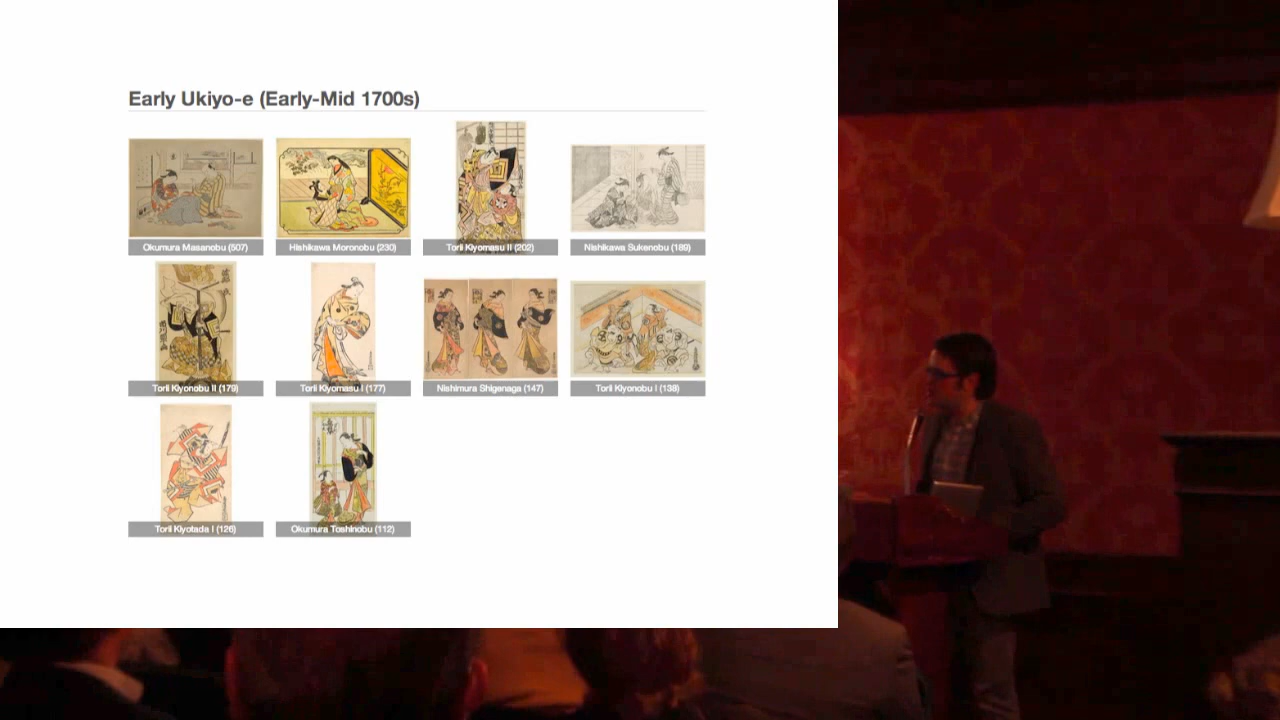 Early Ukiyo-e (Early-Mid 1700s)
Okumura Masanobu (507)
Hishikawa Moronobu (230)
Torii Kiyomasu II (202)
Nishikawa Sukenobu (189)
Torii Kiyonobu II (179)
Torii Kiyomasu I (177)
Nishimura Shigenaga (147)
Torii Kiyonobu I (138)
Torii Kiyotada I (126)
Okumura Toshinobu (112)